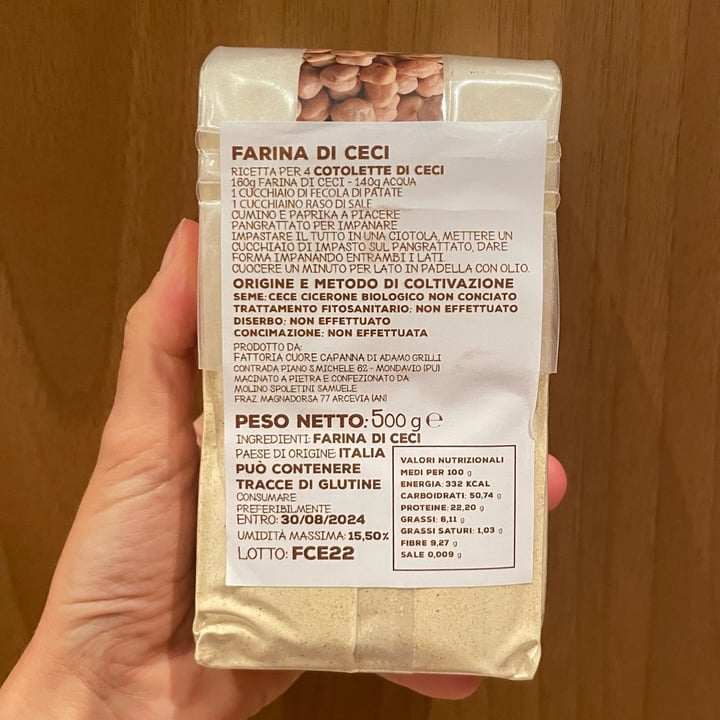 FARINA DI CECI
RICETTA PER 4 COTOLETTE DI CECI
160g FARINA DI CECI - 140g ACQUA
1 CUCCHIAIO DI FECOLA DI PATATE
1 CUCCHIAINO RASO DI SALE
CUMINO E PAPRIKA A PIACERE
PANGRATTATO PER IMPANARE
IMPASTARE IL TUTTO IN UNA CIOTOLA, METTERE UN
CUCCHIAIO DI IMPASTO SUL PANGRATTATO, DARE
FORMA IMPANANDO ENTRAMBI I LATI.
CUOCERE UN MINUTO PER LATO IN PADELLA CON OLIO.
ORIGINE E METODO DI COLTIVAZIONE
SEME: CECE CICERONE BIOLOGICO NON CONCIATO
TRATTAMENTO FITOSANITARIO: NON EFFETTUATO
DISERBO: NON EFFETTUATO
CONCIMAZIONE: NON EFFETTUATA
PRODOTTO DA:
FATTORIA CUORE CAPANNA DI ADAMO GRILLI
CONTRADA PIANO S.MICHELE 62 - MONDAVIO (PU)
MACINATO A PIETRA E CONFEZIONATO DA:
MOLINO SPOLETINI SAMUELE
FRAZ. MAGNADORSA 77 ARCEVIA (AN)
PESO NETTO: 500 g ℮
INGREDIENTI: FARINA DI CECI
PAESE DI ORIGINE: ITALIA
PUÒ CONTENERE
TRACCE DI GLUTINE
CONSUMARE
PREFERIBILMENTE
ENTRO: 30/08/2024
UMIDITÀ MASSIMA: 15,50%
LOTTO: FCE22
VALORI NUTRIZIONALI
MEDI PER 100 g
ENERGIA: 332 KCAL
CARBOIDRATI: 50,74 g
PROTEINE: 22,20 g
GRASSI: 6,11 g
GRASSI SATURI: 1,03 g
FIBRE 9,27 g
SALE 0,009 g